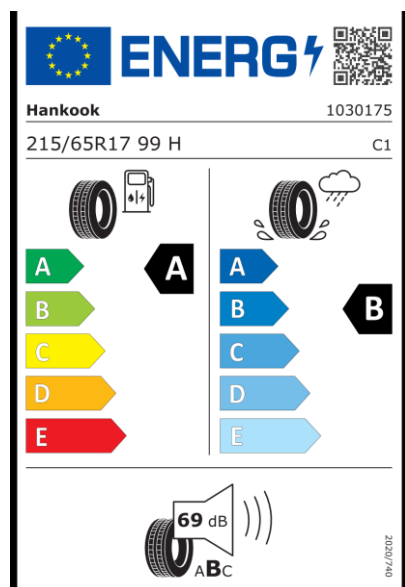 ENERG
Hankook 1030175
215/65R17 99 H C1
A A A
B B B
C C
D D
E E
69 dB
ABC
2020/740